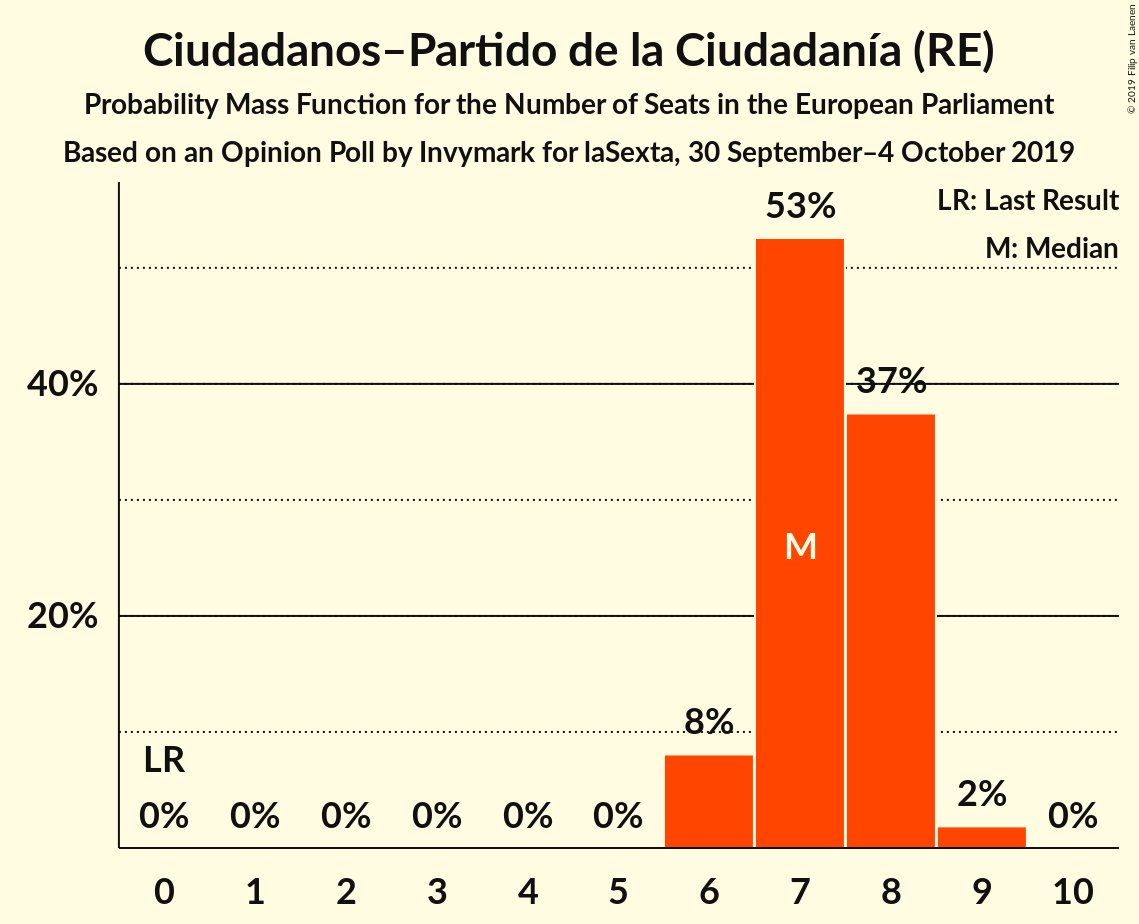 Ciudadanos–Partido de la Ciudadanía (RE)
Probability Mass Function for the Number of Seats in the European Parliament
Based on an Opinion Poll by Invymark for laSexta, 30 September–4 October 2019
© 2019 Filip van Laenen
LR: Last Result
M: Median
53%
40%
37%
M
20%
8%
LR
2%
0% 0% 0% 0% 0% 0% 0%
0 1 2 3 4 5 6 7 8 9 10